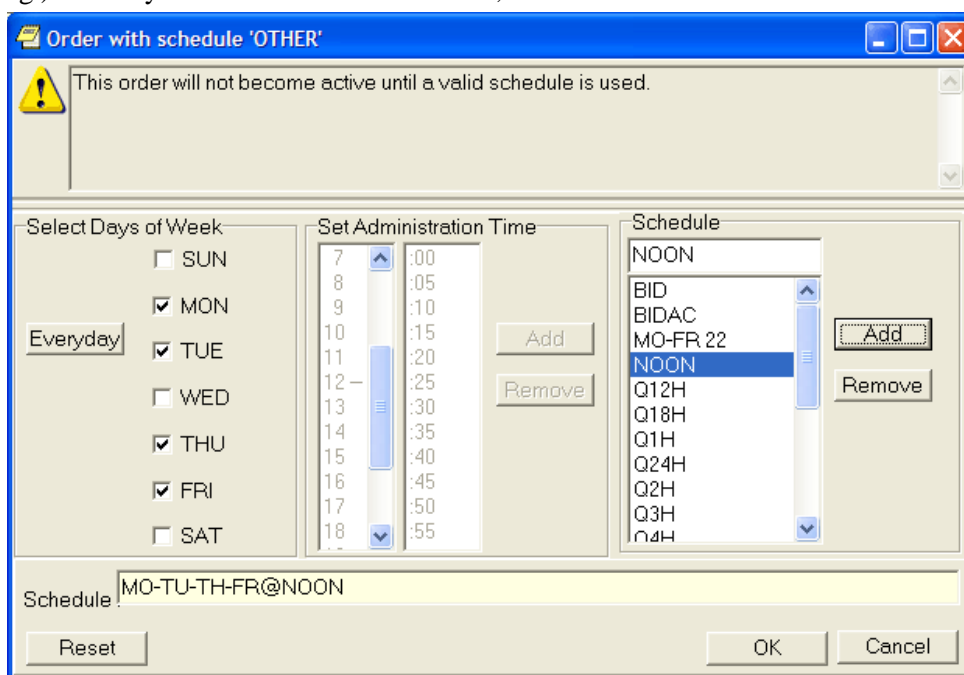 Order with schedule 'OTHER'
This order will not become active until a valid schedule is used.
Select Days of Week
SUN
MON
Everyday
TUE
WED
THU
FRI
SAT
Set Administration Time
7 :00
8 :05
9 :10
10 :15
11 :20
12 – :25
13 :30
14 :35
15 :40
16 :45
17 :50
18 :55
Add
Remove
Schedule
NOON
BID
BIDAC
MO-FR 22
NOON
Q12H
Q18H
Q1H
Q24H
Q2H
Q3H
Q4H
Add
Remove
Schedule :
MO-TU-TH-FR@NOON
Reset
OK
Cancel